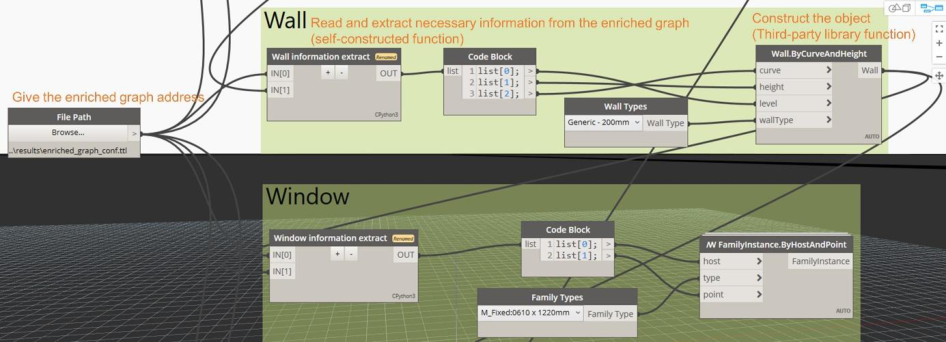 Wall
Read and extract necessary information from the enriched graph
(self-constructed function)
Construct the object
(Third-party library function)
Wall information extract Renamed
IN[0] + - OUT
IN[1]
CPython3
Code Block
list 1 list[0]; >
2 list[1]; >
3 list[2]; >
Wall Types
Generic - 200mm Wall Type
Wall.ByCurveAndHeight
curve > Wall
height >
level >
wallType >
AUTO
Give the enriched graph address
File Path
Browse... >
..\results\enriched_graph_conf.ttl
Window
Window information extract Renamed
IN[0] + - OUT
IN[1]
CPython3
Code Block
list 1 list[0]; >
2 list[1]; >
Family Types
M_Fixed:0610 x 1220mm Family Type
FamilyInstance.ByHostAndPoint
host > FamilyInstance
type >
point >
AUTO